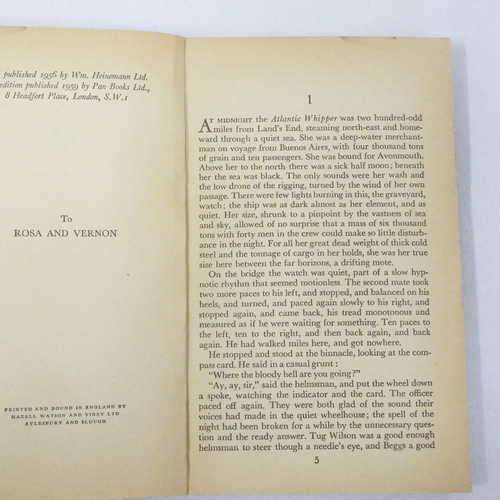 published 1956 by Wm. Heinemann Ltd.
edition published 1959 by Pan Books Ltd.,
8 Headfort Place, London, S.W.1
To
ROSA AND VERNON
PRINTED AND BOUND IN ENGLAND BY
HAZELL WATSON AND VINEY LTD
AYLESBURY AND SLOUGH
1
AT MIDNIGHT the Atlantic Whipper was two hundred-odd
miles from Land's End, steaming north-east and home-
ward through a quiet sea. She was a deep-water merchant-
man on voyage from Buenos Aires, with four thousand tons
of grain and ten passengers. She was bound for Avonmouth.
Above her to the north there was a sick half moon; beneath
her the sea was black. The only sounds were her wash and
the low drone of the rigging, turned by the wind of her own
passage. There were few lights burning in this, the graveyard,
watch; the ship was as dark almost as her element, and as
quiet. Her size, shrunk to a pinpoint by the vastness of sea
and sky, allowed of no surprise that a mass of six thousand
tons with forty men in the crew could make so little disturb-
ance in the night. For all her great dead weight of thick cold
steel and the tonnage of cargo in her holds, she was her true
size here between the far horizons, a drifting mote.
On the bridge the watch was quiet, part of a slow hyp-
notic rhythm that seemed motionless. The second mate took
two more paces to his left, and stopped, and balanced on his
heels, and turned, and paced again slowly to his right, and
stopped again, and came back, his tread monotonous and
measured as if he were waiting for something. Ten paces to
the left, ten to the right, and then back again, and back
again. He had walked miles here, and got nowhere.
He stopped and stood at the binnacle, looking at the com-
pass card. He said in a casual grunt :
"Where the bloody hell are you going?"
"Ay, ay, sir," said the helmsman, and put the wheel down
a spoke, watching the indicator and the card. The officer
paced off again. They were both glad of the sound their
voices had made in the quiet wheelhouse; the spell of the
night had been broken for a while by the unnecessary ques-
tion and the ready answer. Tug Wilson was a good enough
helmsman to steer though a needle's eye, and Beggs a good
5